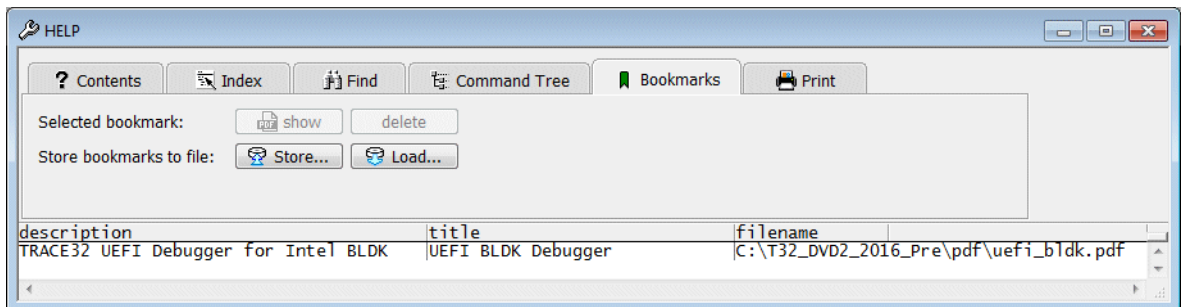 HELP
? Contents Index Find Command Tree Bookmarks Print
Selected bookmark: show delete
Store bookmarks to file: Store... Load...
description title filename
TRACE32 UEFI Debugger for Intel BLDK UEFI BLDK Debugger C:\T32_DVD2_2016_Pre\pdf\uefi_bldk.pdf